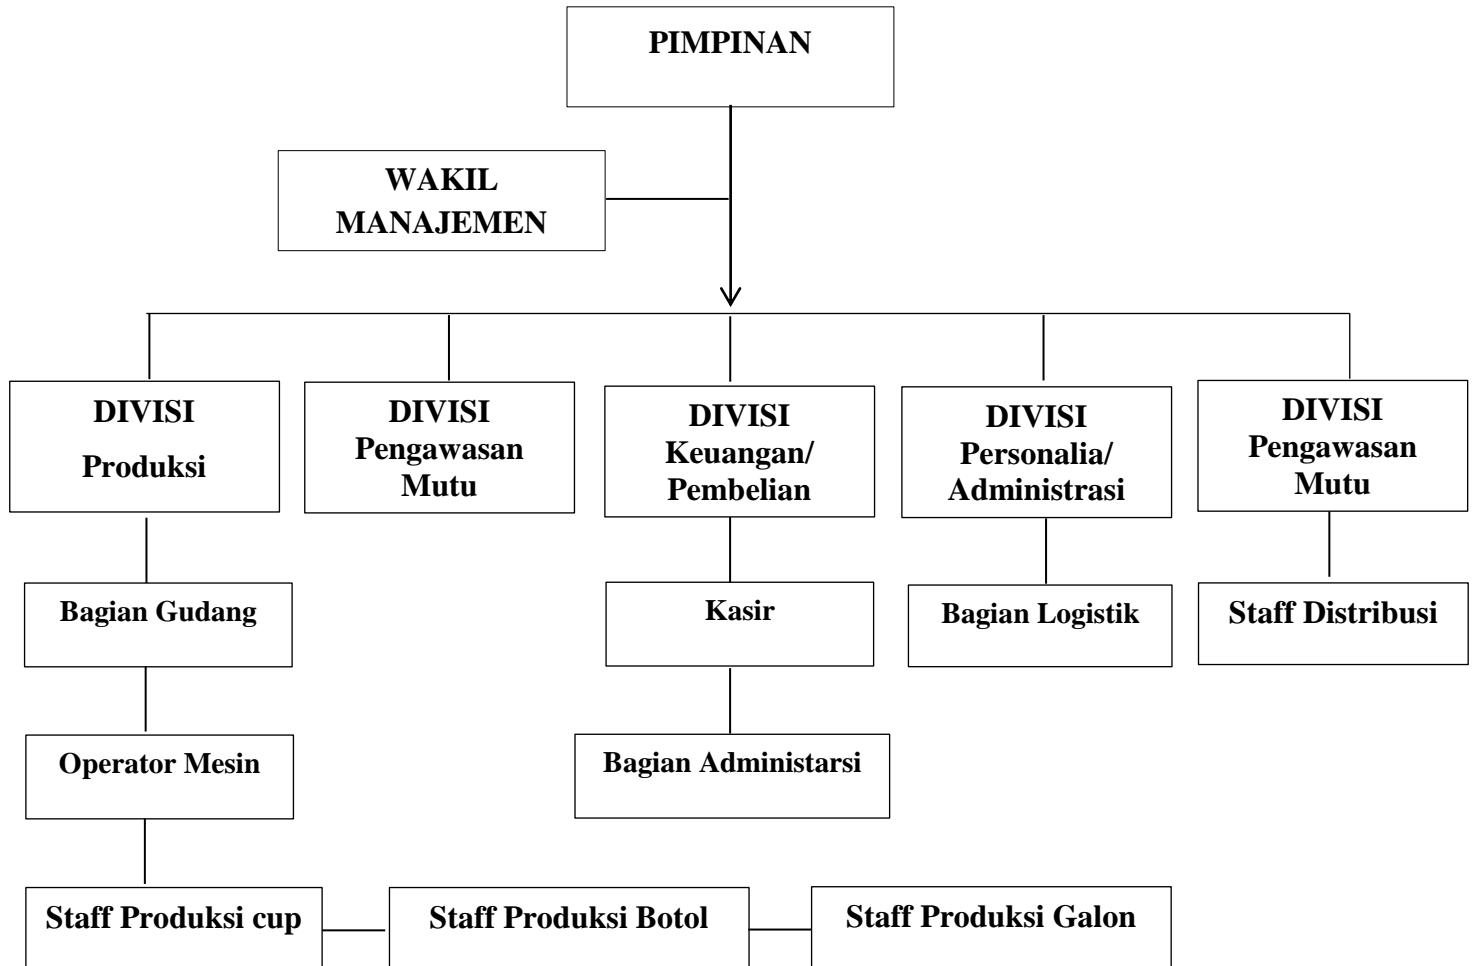 PIMPINAN
WAKIL
MANAJEMEN
DIVISI
Produksi
DIVISI
Pengawasan
Mutu
DIVISI
Keuangan/
Pembelian
DIVISI
Personalia/
Administrasi
DIVISI
Pengawasan
Mutu
Bagian Gudang
Kasir
Bagian Logistik
Staff Distribusi
Operator Mesin
Bagian Administarsi
Staff Produksi cup
Staff Produksi Botol
Staff Produksi Galon